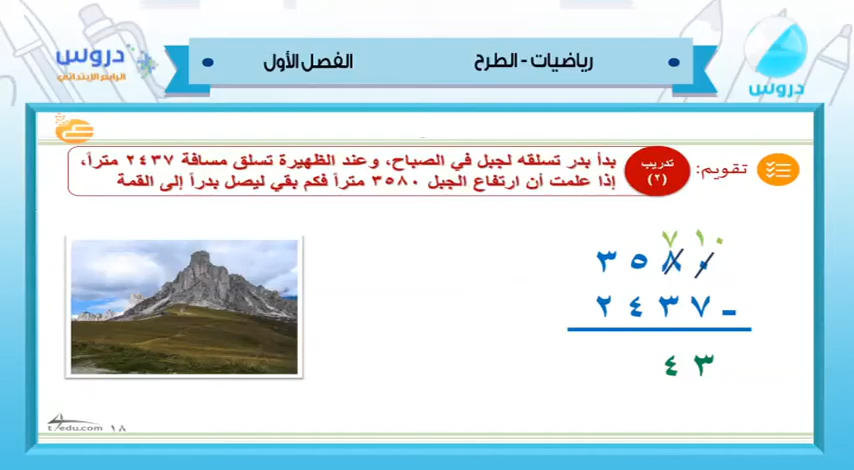 دروس
الرابع الابتدائي
الفصل الأول
رياضيات - الطرح
دروس
تقويم:
تدريب
(٢)
بدأ بدر تسلقه لجبل في الصباح، وعند الظهيرة تسلق مسافة ٢٤٣٧ متراً،
إذا علمت أن ارتفاع الجبل ٣٥٨٠ متراً فكم بقي ليصل بدراً إلى القمة
٧ ١٠
٣ ٥ ٨ ٠
٢ ٤ ٣ ٧ -
٤ ٣
t4edu.com
١٨